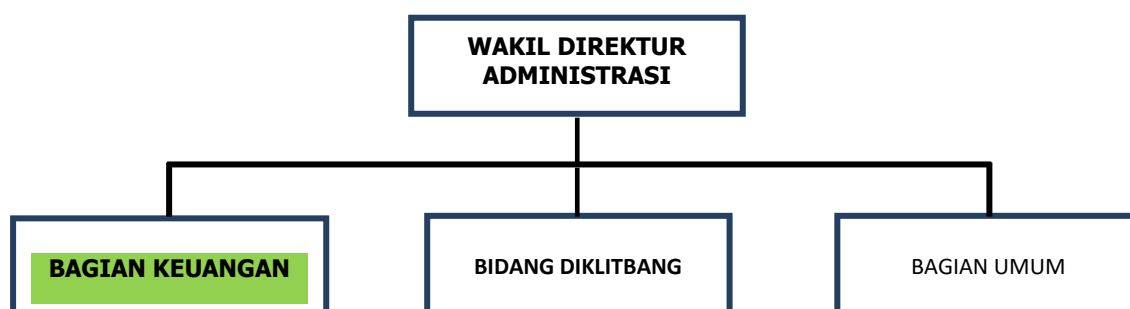 WAKIL DIREKTUR
ADMINISTRASI
BAGIAN KEUANGAN
BIDANG DIKLITBANG
BAGIAN UMUM